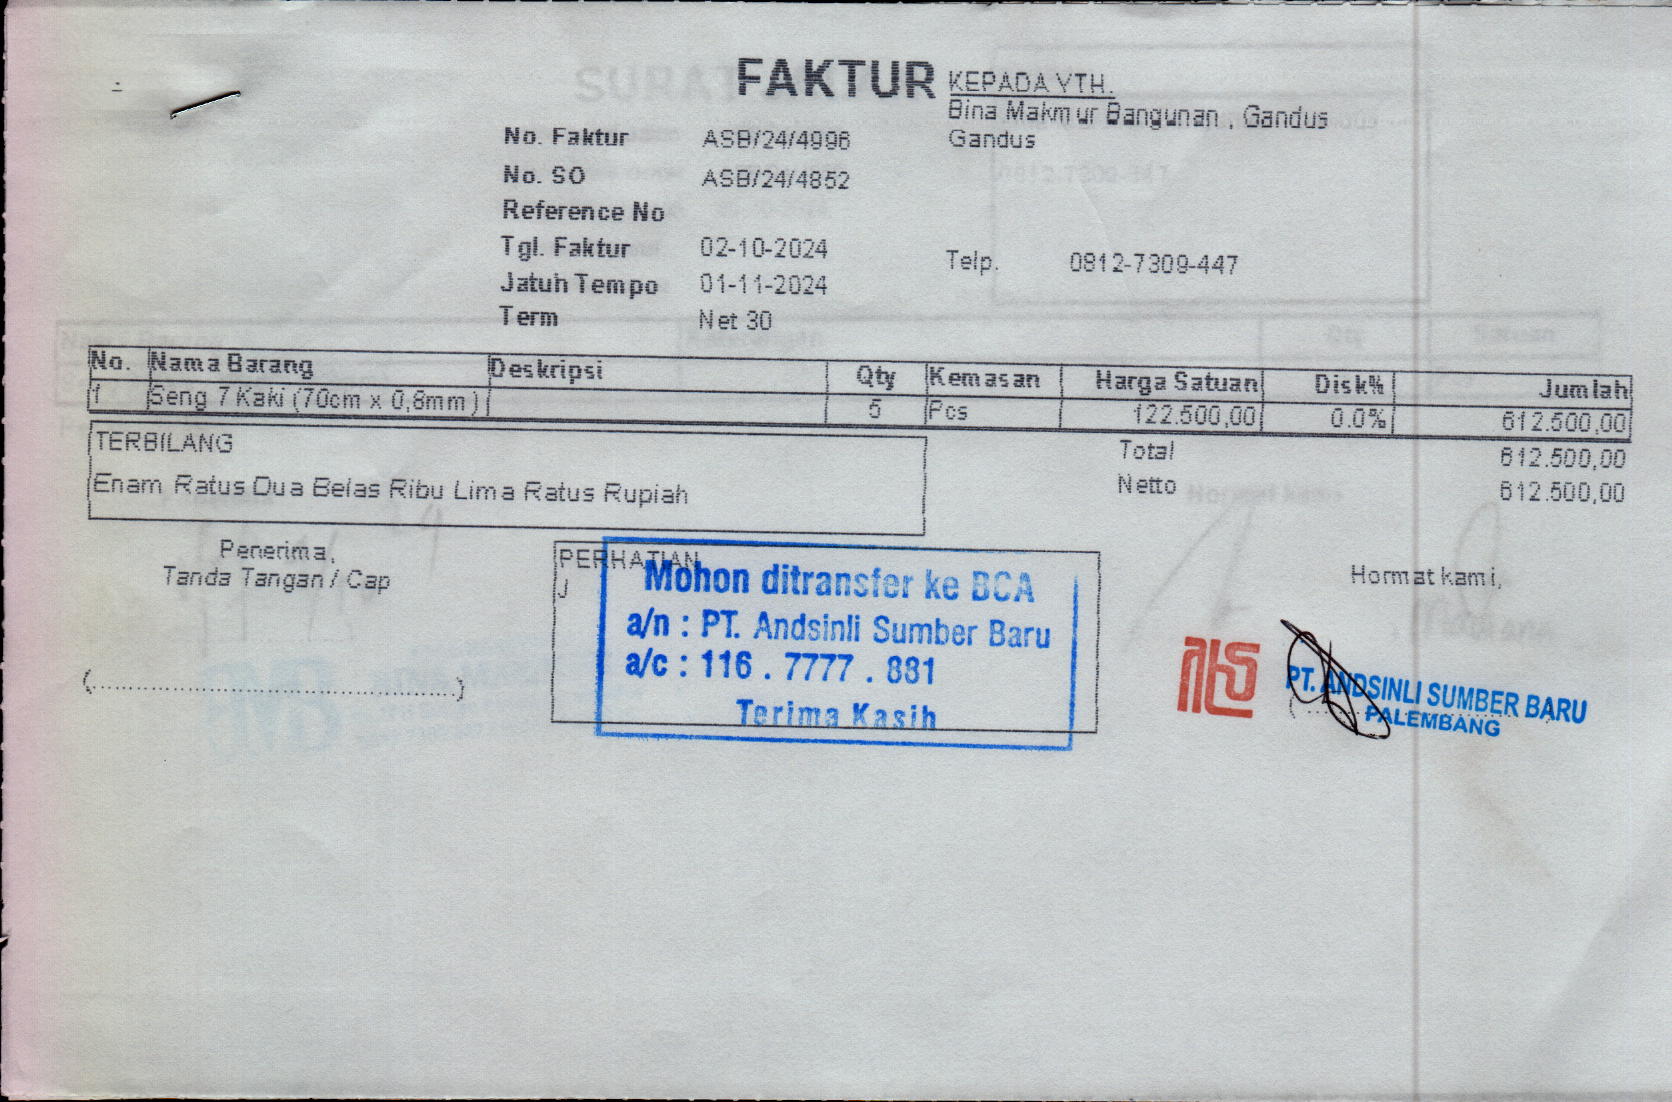 FAKTUR
KEPADA YTH.
Bina Makmur Bangunan , Gandus
Gandus
No. Faktur ASB/24/4996
No. SO ASB/24/4852
Reference No
Tgl. Faktur 02-10-2024
Telp. 0812-7309-447
Jatuh Tempo 01-11-2024
Term Net 30
No. Nama Barang Deskripsi Qty Kemasan Harga Satuan Disk% Jumlah
1 Seng 7 Kaki (70cm x 0,8mm) 5 Pcs 122.500,00 0.0% 612.500,00
TERBILANG
Enam Ratus Dua Belas Ribu Lima Ratus Rupiah
Total 612.500,00
Netto 612.500,00
Penerima,
Tanda Tangan / Cap
(........................................................)
PERHATIAN
J
Mohon ditransfer ke BCA
a/n : PT. Andsinli Sumber Baru
a/c : 116 . 7777 . 881
Terima Kasih
Hormat kami,
PT. ANDSINLI SUMBER BARU
PALEMBANG